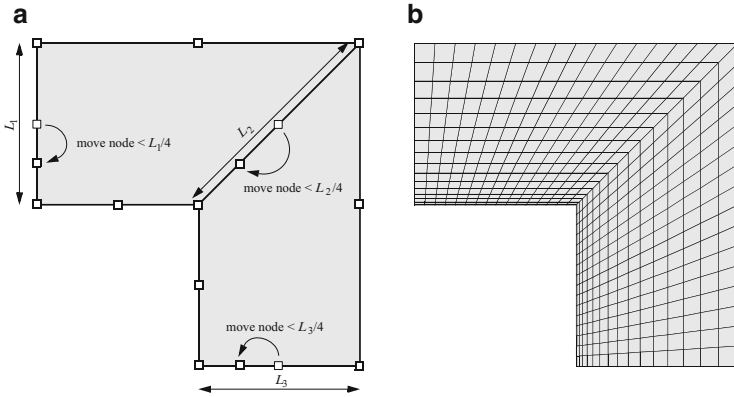 a
b
L1
L2
move node < L1/4
move node < L2/4
move node < L3/4
L3